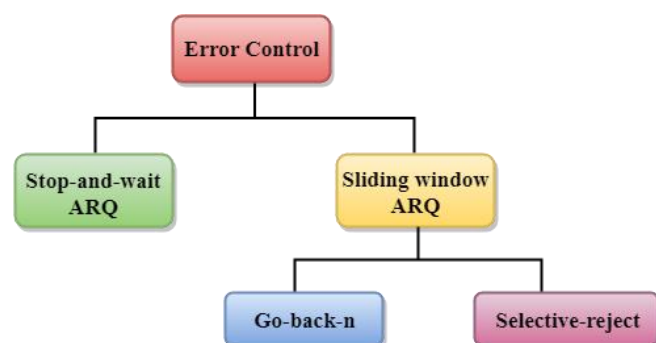 Error Control
Stop-and-wait
ARQ
Sliding window
ARQ
Go-back-n
Selective-reject